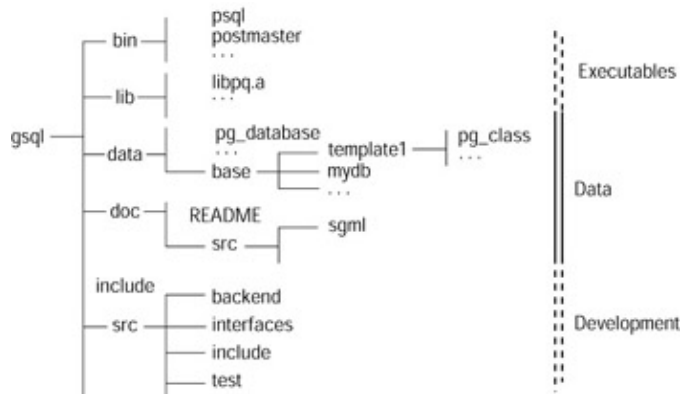 psql
bin
postmaster
. . .
Executables
libpq.a
lib
. . .
gsql
pg_database
pg_class
. . .
template1
. . .
data
base
mydb
. . .
Data
doc
README
sgml
src
include
backend
src
interfaces
Development
include
test